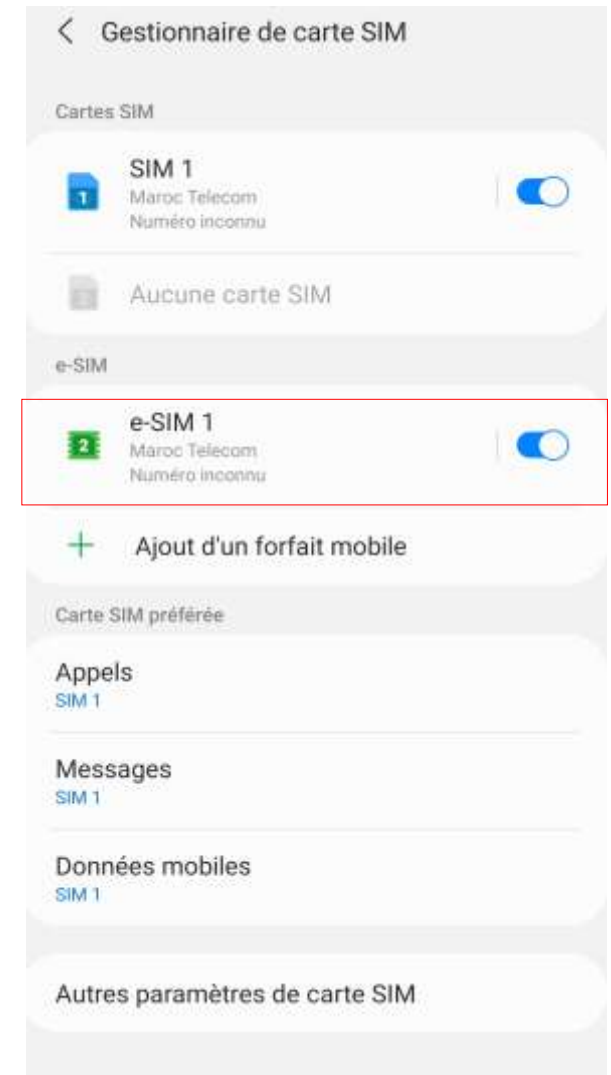 Gestionnaire de carte SIM
Cartes SIM
SIM 1
1
Maroc Telecom
Numéro inconnu
Aucune carte SIM
e-SIM
e-SIM 1
2
Maroc Telecom
Numéro inconnu
Ajout d'un forfait mobile
Carte SIM préférée
Appels
SIM 1
Messages
SIM 1
Données mobiles
SIM 1
Autres paramètres de carte SIM